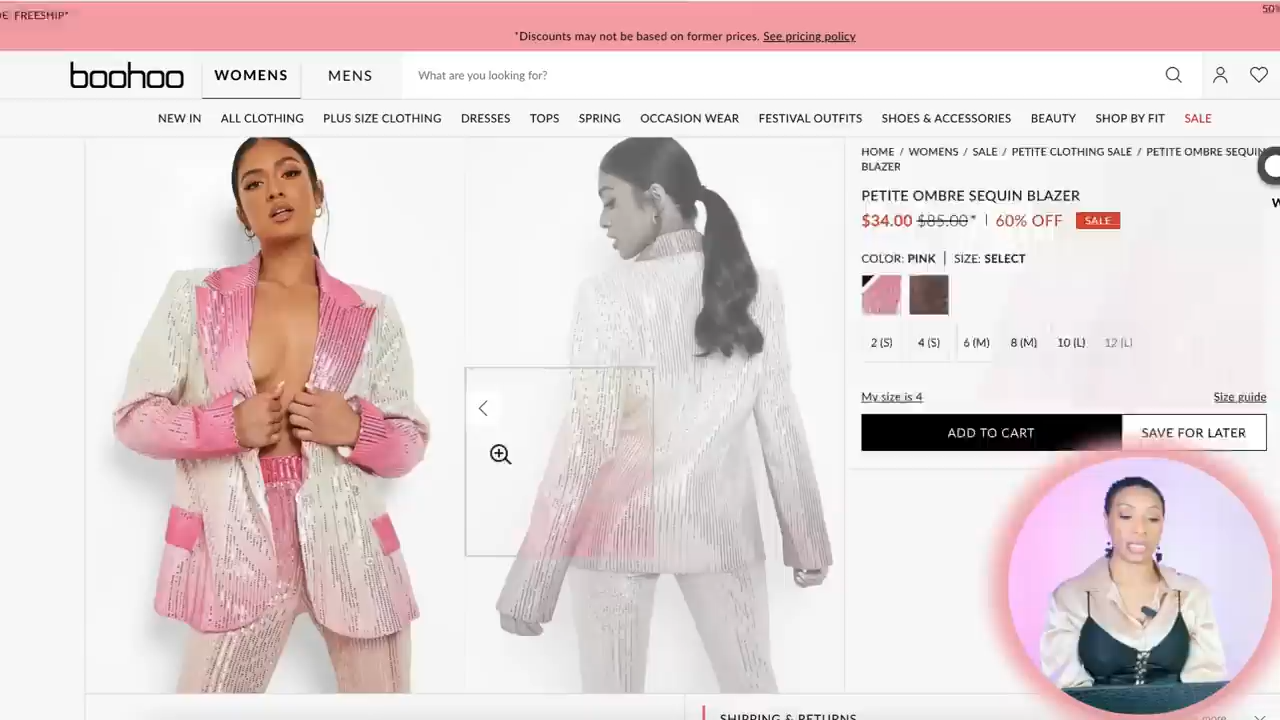 DE FREESHIP*
50%
*Discounts may not be based on former prices. See pricing policy
boohoo
WOMENS
MENS
What are you looking for?
NEW IN
ALL CLOTHING
PLUS SIZE CLOTHING
DRESSES
TOPS
SPRING
OCCASION WEAR
FESTIVAL OUTFITS
SHOES & ACCESSORIES
BEAUTY
SHOP BY FIT
SALE
HOME / WOMENS / SALE / PETITE CLOTHING SALE / PETITE OMBRE SEQUIN
BLAZER
W
PETITE OMBRE SEQUIN BLAZER
$34.00 $85.00* | 60% OFF SALE
COLOR: PINK | SIZE: SELECT
2 (S) 4 (S) 6 (M) 8 (M) 10 (L) 12 (L)
My size is 4
Size guide
ADD TO CART
SAVE FOR LATER
SHIPPING & RETURNS
more